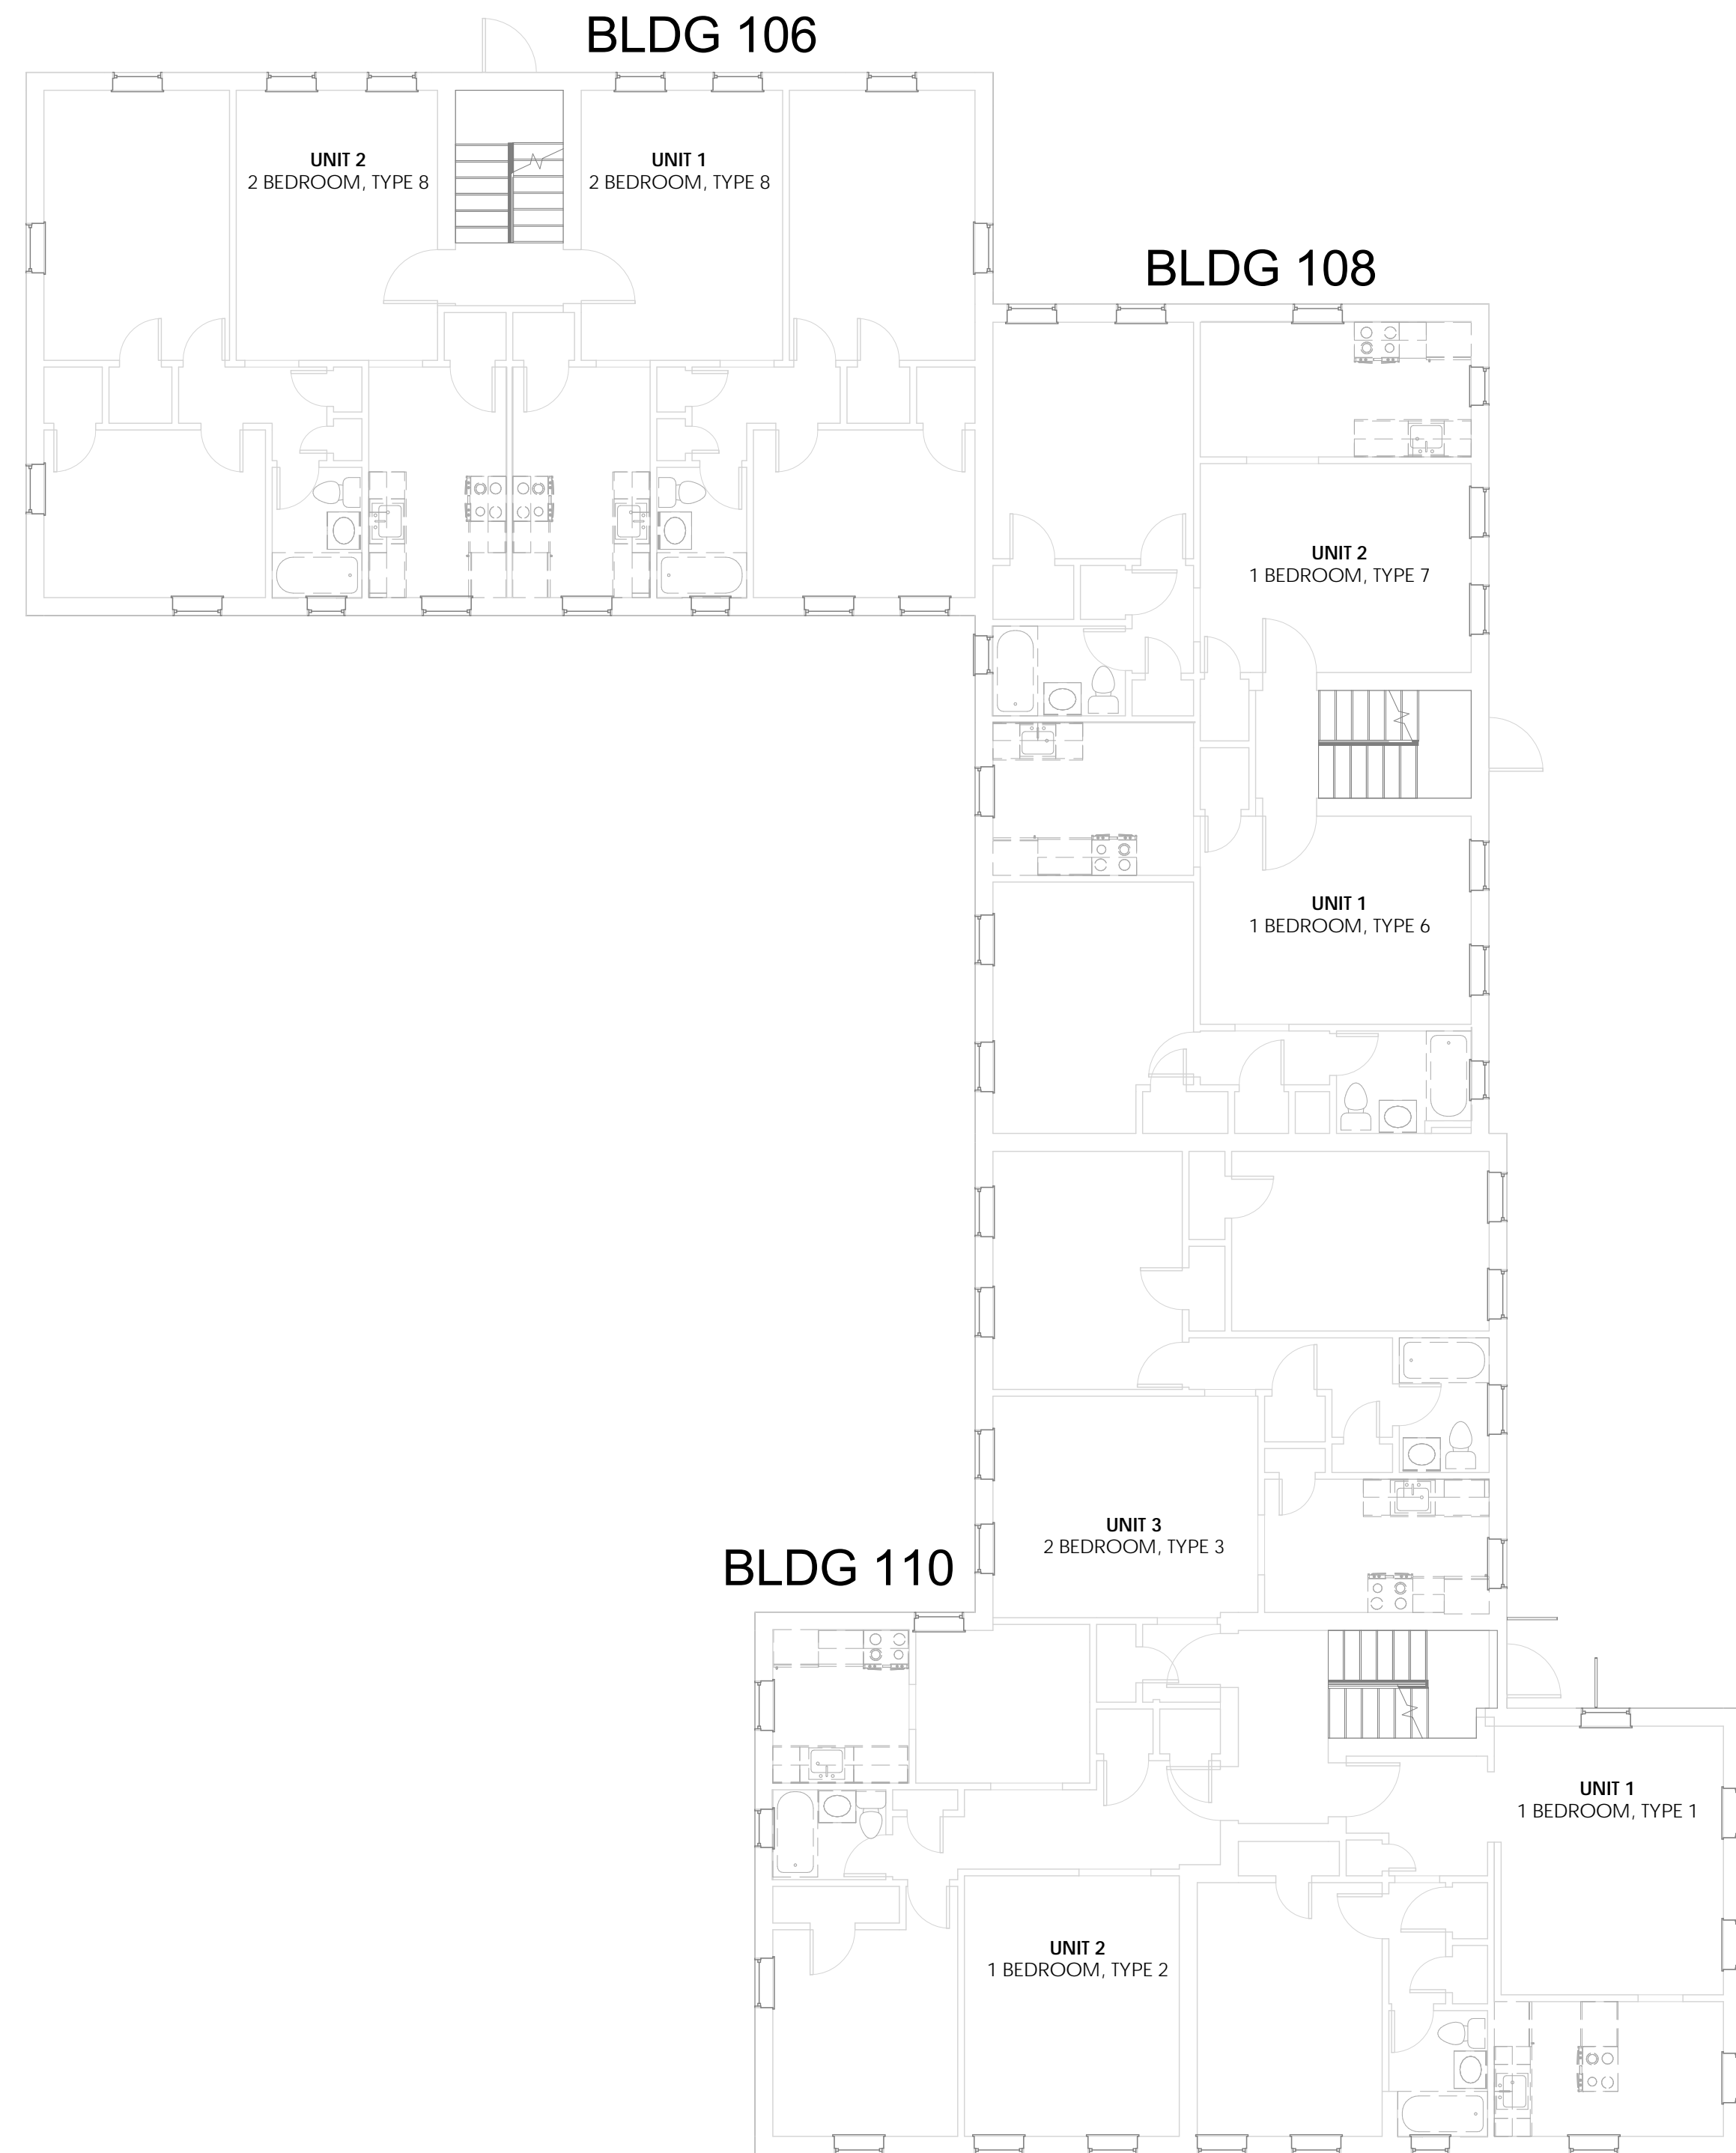 BLDG 106
UNIT 2
2 BEDROOM, TYPE 8
UNIT 1
2 BEDROOM, TYPE 8
BLDG 108
UNIT 2
1 BEDROOM, TYPE 7
UNIT 1
1 BEDROOM, TYPE 6
UNIT 3
2 BEDROOM, TYPE 3
BLDG 110
UNIT 1
1 BEDROOM, TYPE 1
UNIT 2
1 BEDROOM, TYPE 2